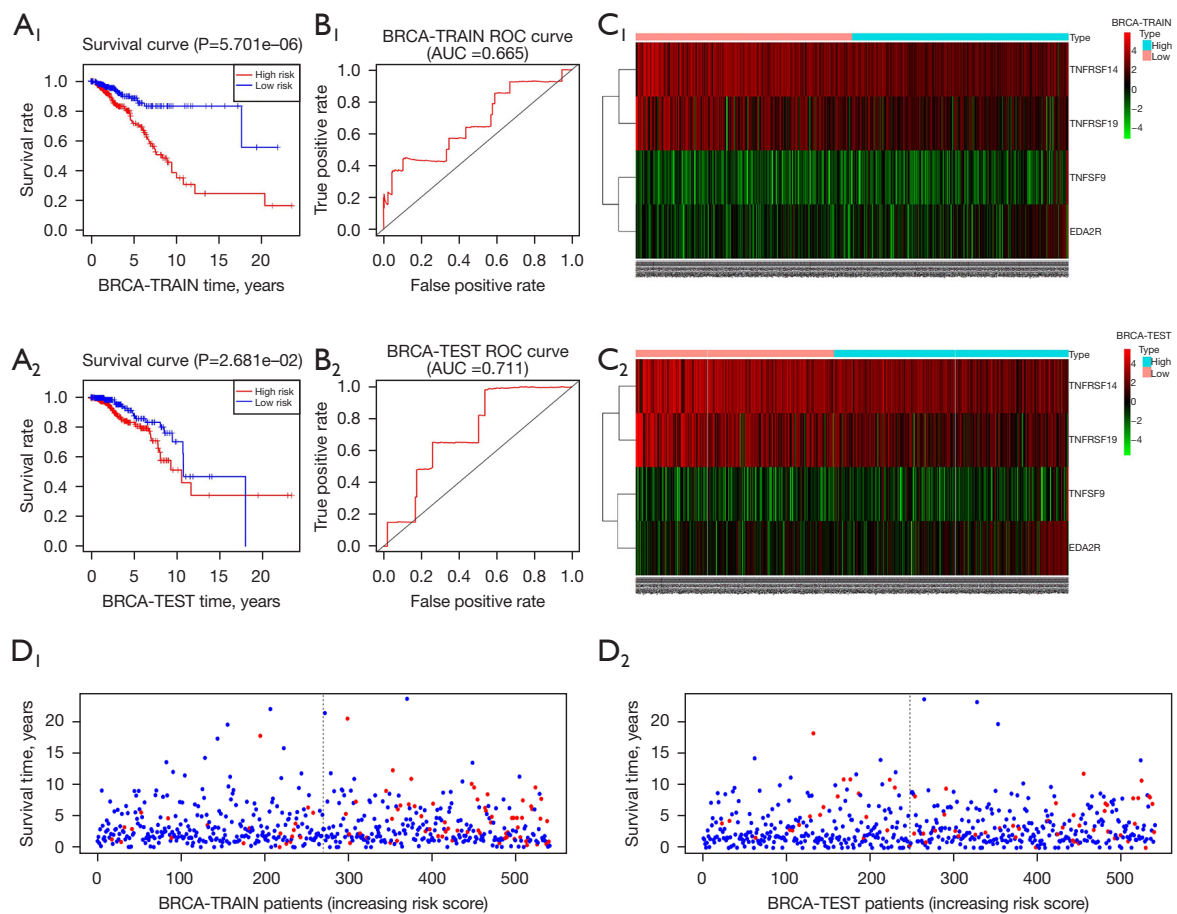 A1
Survival curve (P=5.701e–06)
High risk
Low risk
Survival rate
1.0
0.8
0.6
0.4
0.2
0.0
0 5 10 15 20
BRCA-TRAIN time, years
B1
BRCA-TRAIN ROC curve
(AUC =0.665)
True positive rate
1.0
0.8
0.6
0.4
0.2
0.0
0.0 0.2 0.4 0.6 0.8 1.0
False positive rate
C1
BRCA-TRAIN
Type
Type
High
Low
4
2
0
−2
−4
TNFRSF14
TNFRSF19
TNFSF9
EDA2R
A2
Survival curve (P=2.681e–02)
High risk
Low risk
Survival rate
1.0
0.8
0.6
0.4
0.2
0.0
0 5 10 15 20
BRCA-TEST time, years
B2
BRCA-TEST ROC curve
(AUC =0.711)
True positive rate
1.0
0.8
0.6
0.4
0.2
0.0
0.0 0.2 0.4 0.6 0.8 1.0
False positive rate
C2
BRCA-TEST
Type
Type
High
Low
4
2
0
−2
−4
TNFRSF14
TNFRSF19
TNFSF9
EDA2R
D1
Survival time, years
20
15
10
5
0
0 100 200 300 400 500
BRCA-TRAIN patients (increasing risk score)
D2
Survival time, years
20
15
10
5
0
0 100 200 300 400 500
BRCA-TEST patients (increasing risk score)